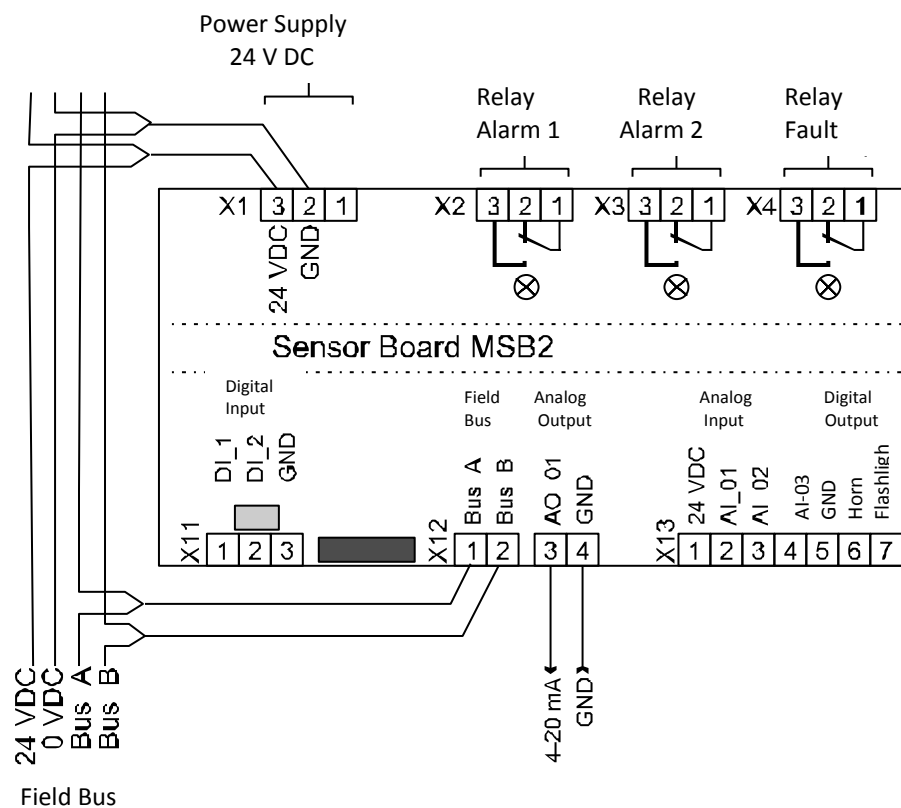 Power Supply
24 V DC
Relay
Alarm 1
Relay
Alarm 2
Relay
Fault
X1 3 2 1
X2 3 2 1
X3 3 2 1
X4 3 2 1
24 VDC
GND
Sensor Board MSB2
Digital
Input
Field
Bus
Analog
Output
Analog
Input
Digital
Output
DI_1
DI_2
GND
Bus A
Bus B
AO 01
GND
24 VDC
AI_01
AI 02
AI-03
GND
Horn
Flashligh
X11 1 2 3
X12 1 2 3 4
X13 1 2 3 4 5 6 7
24 VDC
0 VDC
Bus A
Bus B
4-20 mA
GND
Field Bus